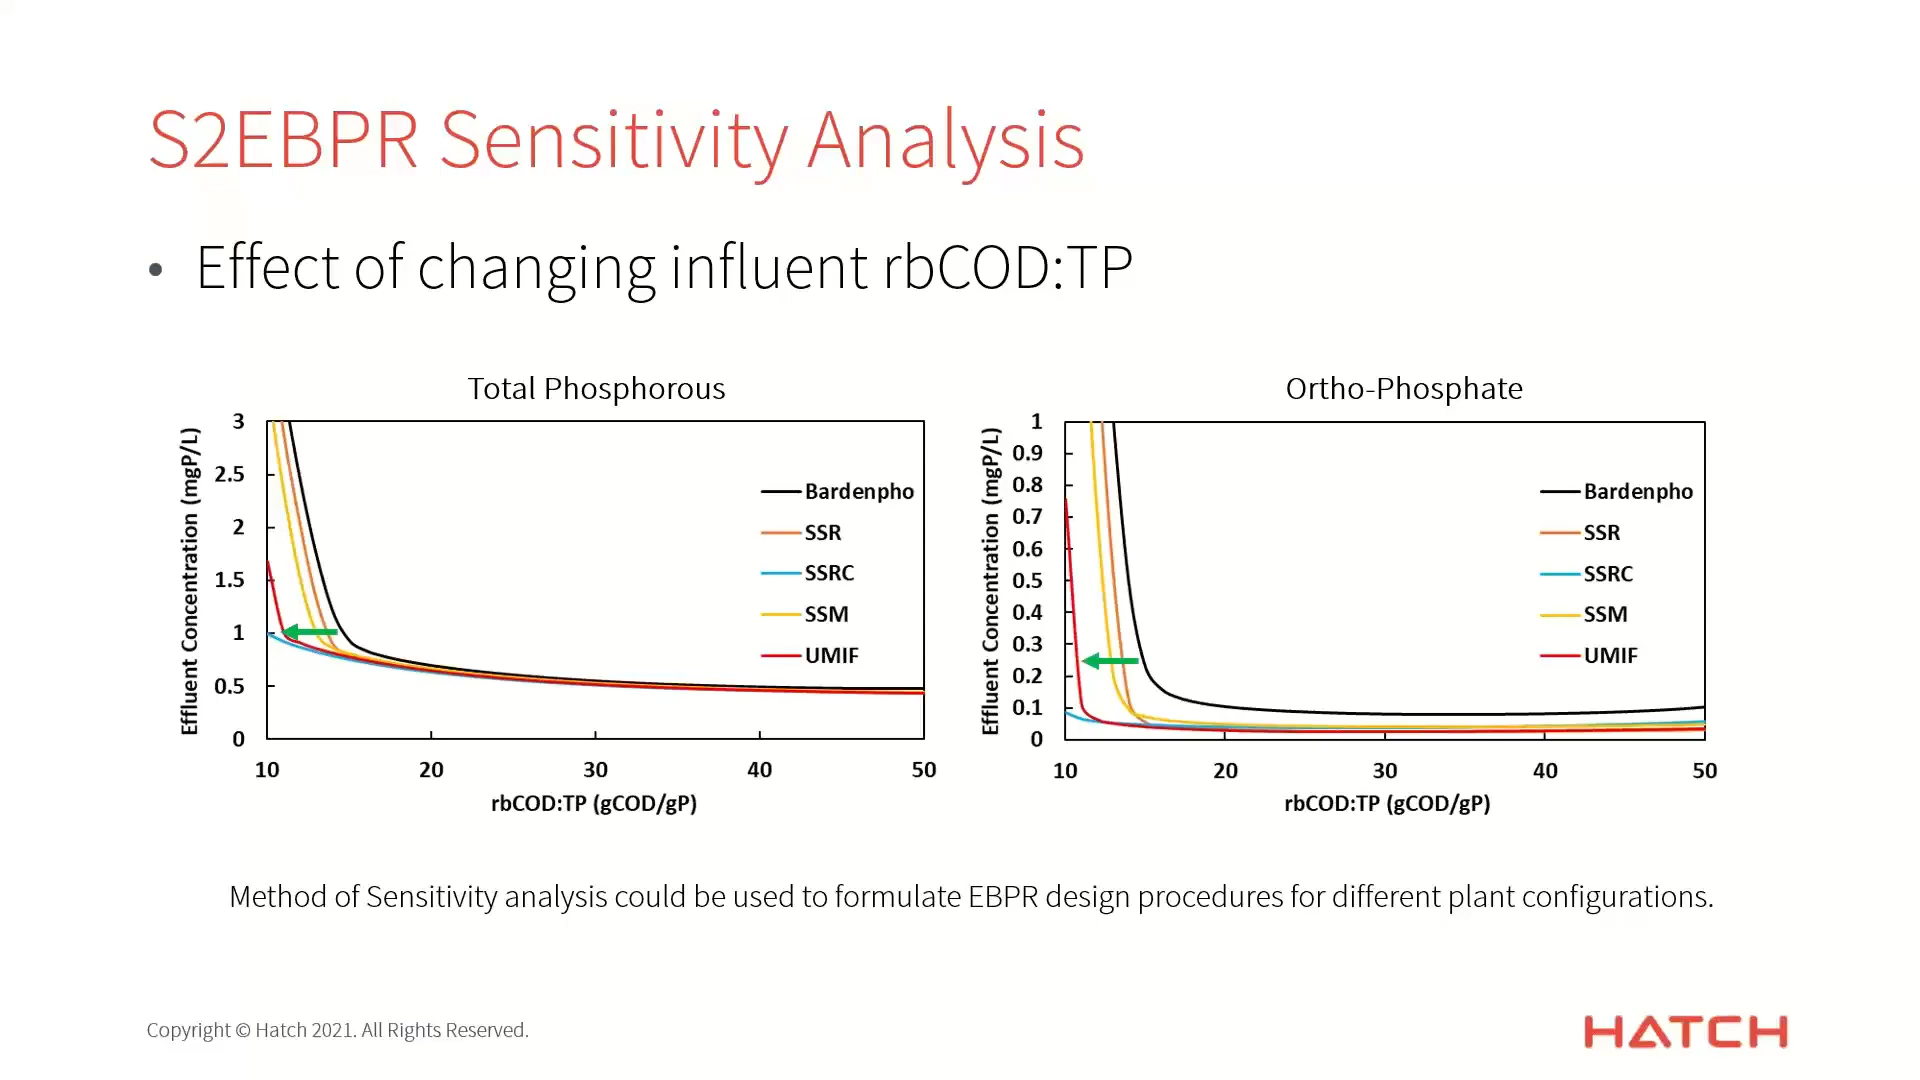 S2EBPR Sensitivity Analysis
• Effect of changing influent rbCOD:TP
Total Phosphorous
Effluent Concentration (mgP/L)
3
2.5
2
1.5
1
0.5
0
10 20 30 40 50
rbCOD:TP (gCOD/gP)
Bardenpho
SSR
SSRC
SSM
UMIF
Ortho-Phosphate
Effluent Concentration (mgP/L)
1
0.9
0.8
0.7
0.6
0.5
0.4
0.3
0.2
0.1
0
10 20 30 40 50
rbCOD:TP (gCOD/gP)
Bardenpho
SSR
SSRC
SSM
UMIF
Method of Sensitivity analysis could be used to formulate EBPR design procedures for different plant configurations.
Copyright © Hatch 2021. All Rights Reserved.
HATCH